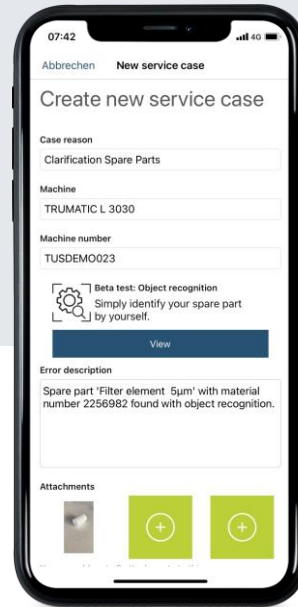 07:42
4G
Abbrechen New service case
Create new service case
Case reason
Clarification Spare Parts
Machine
TRUMATIC L 3030
Machine number
TUSDEMO023
Beta test: Object recognition
Simply identify your spare part
by yourself.
View
Error description
Spare part 'Filter element 5µm' with material
number 2256982 found with object recognition.
Attachments